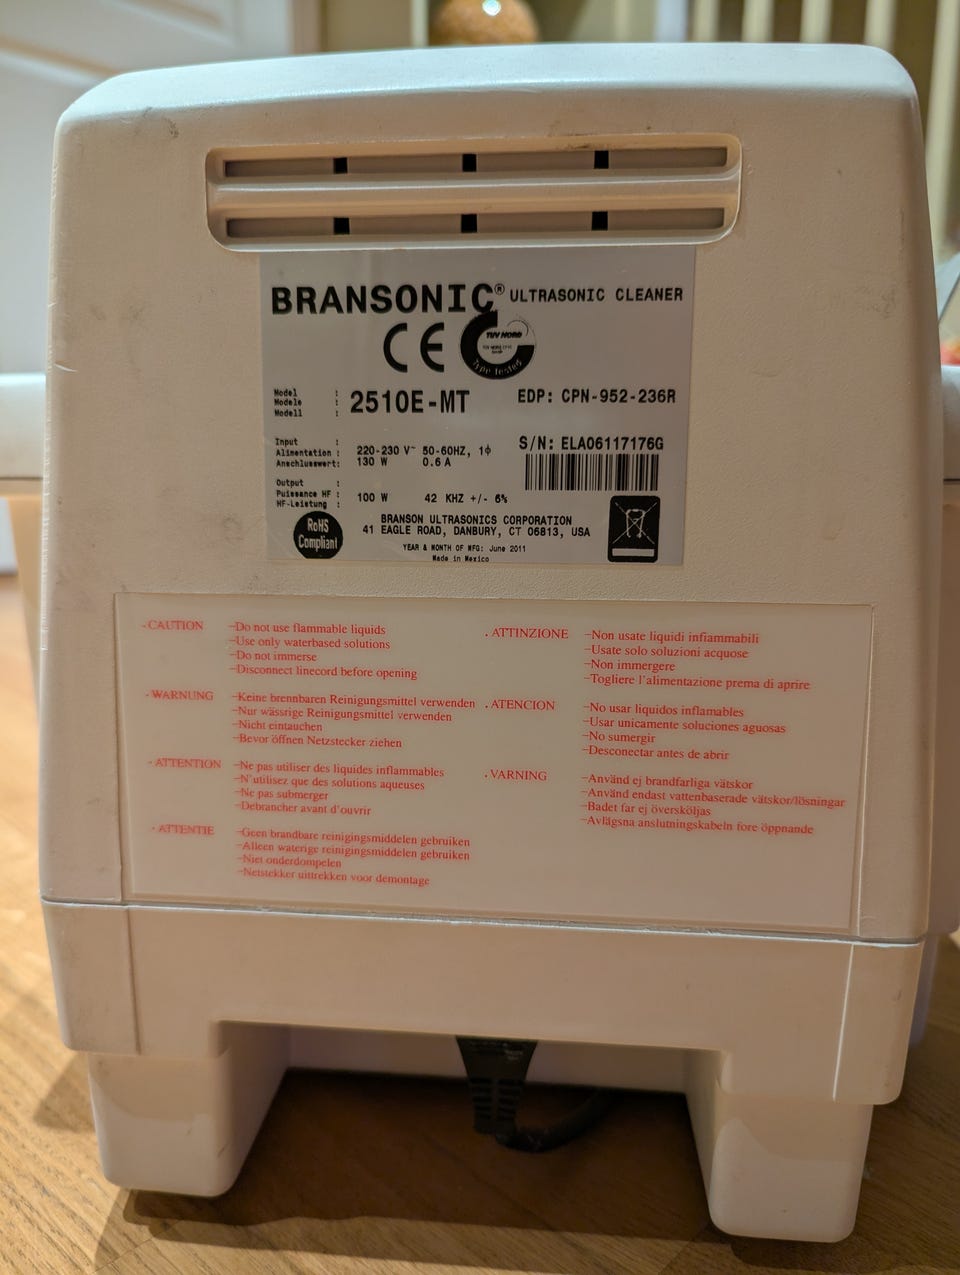 BRANSONIC® ULTRASONIC CLEANER
CE
TÜV NORD
Type tested
Model :
Modele : 2510E-MT EDP: CPN-952-236R
Modell :
Input :
Alimentation : 220-230 V~ 50-60HZ, 1ϕ
Anschlusswert: 130 W 0.6 A
S/N: ELA06117176G
Output :
Puissance HF : 100 W 42 KHZ +/- 6%
HF-Leistung :
RoHS
Compliant
BRANSON ULTRASONICS CORPORATION
41 EAGLE ROAD, DANBURY, CT 06813, USA
YEAR & MONTH OF MFG: June 2011
Made in Mexico
-CAUTION -Do not use flammable liquids
-Use only waterbased solutions
-Do not immerse
-Disconnect linecord before opening
-WARNUNG -Keine brennbaren Reinigungsmittel verwenden
-Nur wässrige Reinigungsmittel verwenden
-Nicht eintauchen
-Bevor öffnen Netzstecker ziehen
-ATTENTION -Ne pas utiliser des liquides inflammables
-N'utilisez que des solutions aqueuses
-Ne pas submerger
-Debrancher avant d'ouvrir
-ATTENTIE -Geen brandbare reinigingsmiddelen gebruiken
-Alleen waterige reinigingsmiddelen gebruiken
-Niet onderdompelen
-Netstekker uittrekken voor demontage
.ATTINZIONE -Non usate liquidi infiammabili
-Usate solo soluzioni acquose
-Non immergere
-Togliere l'alimentazione prema di aprire
.ATENCION -No usar liquidos inflamables
-Usar unicamente soluciones aguosas
-No sumergir
-Desconectar antes de abrir
.VARNING -Använd ej brandfarliga vätskor
-Använd endast vattenbaserade vätskor/lösningar
-Badet far ej översköljas
-Avlägsna anslutningskabeln fore öppnande